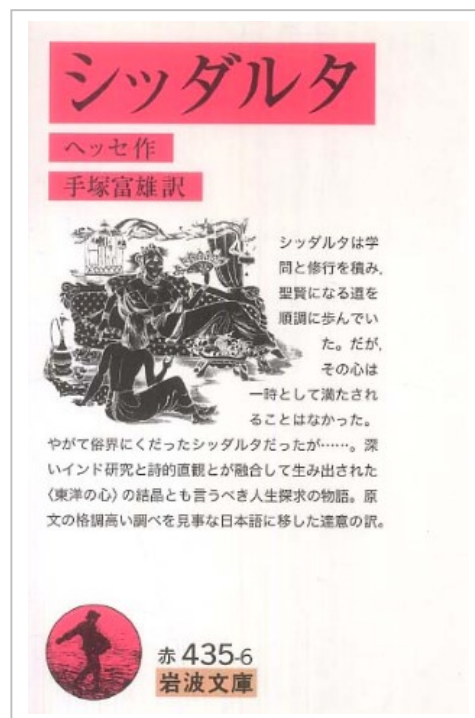 シッダルタ
ヘッセ作
手塚富雄訳
シッダルタは学
問と修行を積み,
聖賢になる道を
順調に歩んでい
た。だが,
その心は
一時として満たされ
ることはなかった。
やがて俗界にくだったシッダルタだったが……。深
いインド研究と詩的直観とが融合して生み出された
〈東洋の心〉の結晶とも言うべき人生探求の物語。原
文の格調高い調べを見事な日本語に移した達意の訳。
赤 435-6
岩波文庫